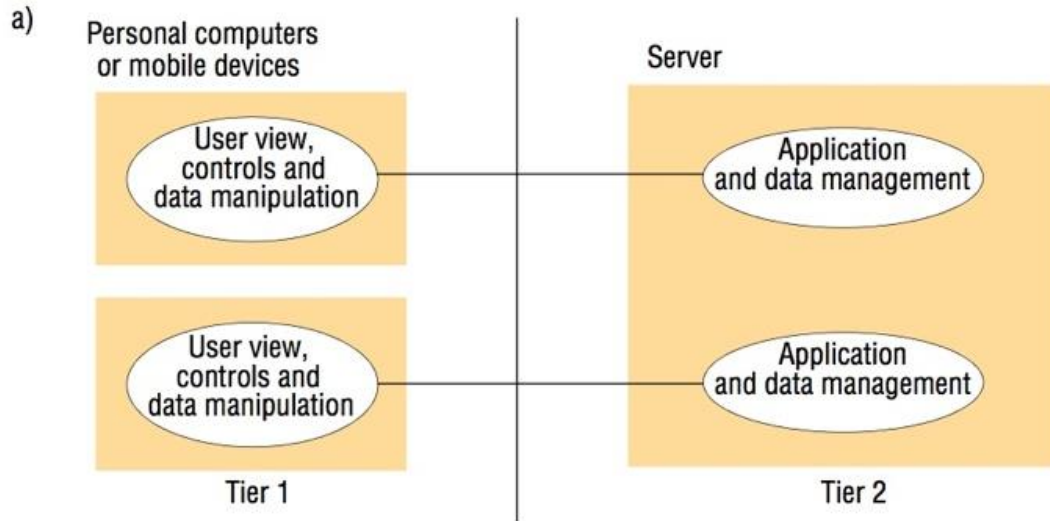 a)
Personal computers
or mobile devices
Server
User view,
controls and
data manipulation
Application
and data management
User view,
controls and
data manipulation
Application
and data management
Tier 1
Tier 2